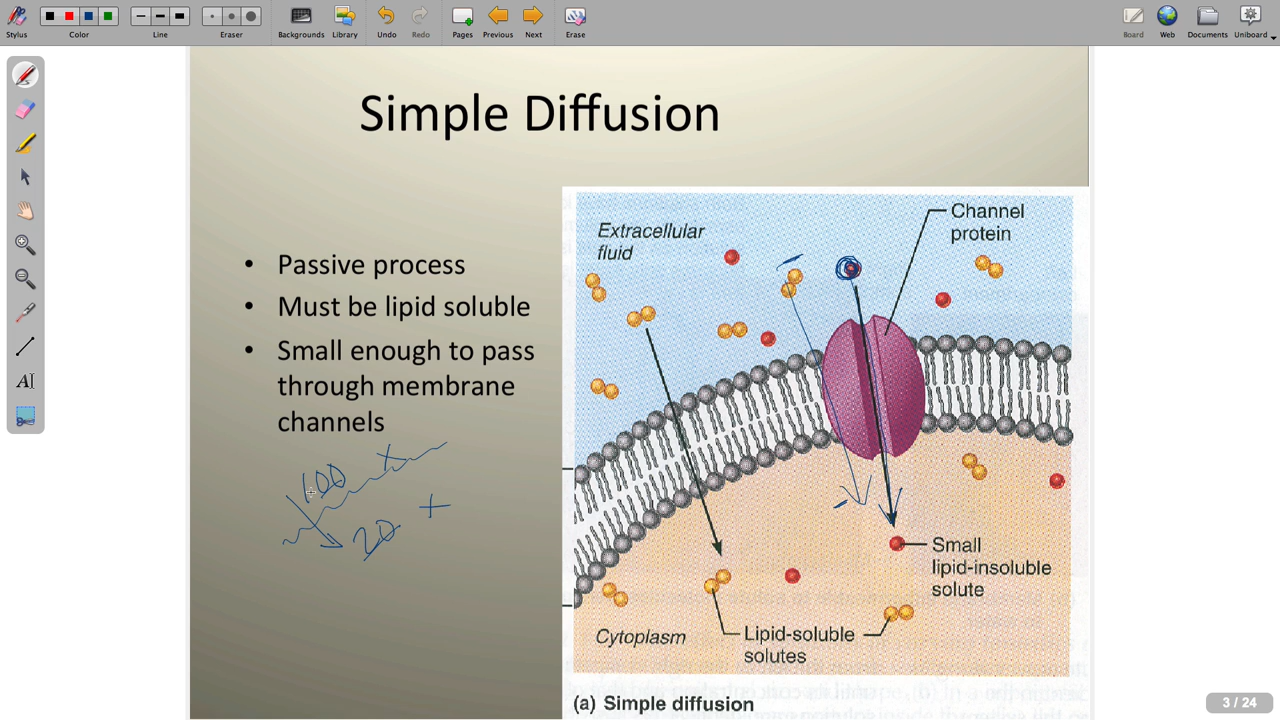 Stylus
Color
Line
Eraser
Backgrounds
Library
Undo
Redo
Pages
Previous
Next
Erase
Board
Web
Documents
Uniboard
Simple Diffusion
• Passive process
• Must be lipid soluble
• Small enough to pass
through membrane
channels
100 +
20 +
Extracellular
fluid
Channel
protein
Small
lipid-insoluble
solute
Lipid-soluble
solutes
Cytoplasm
(a) Simple diffusion
3 / 24